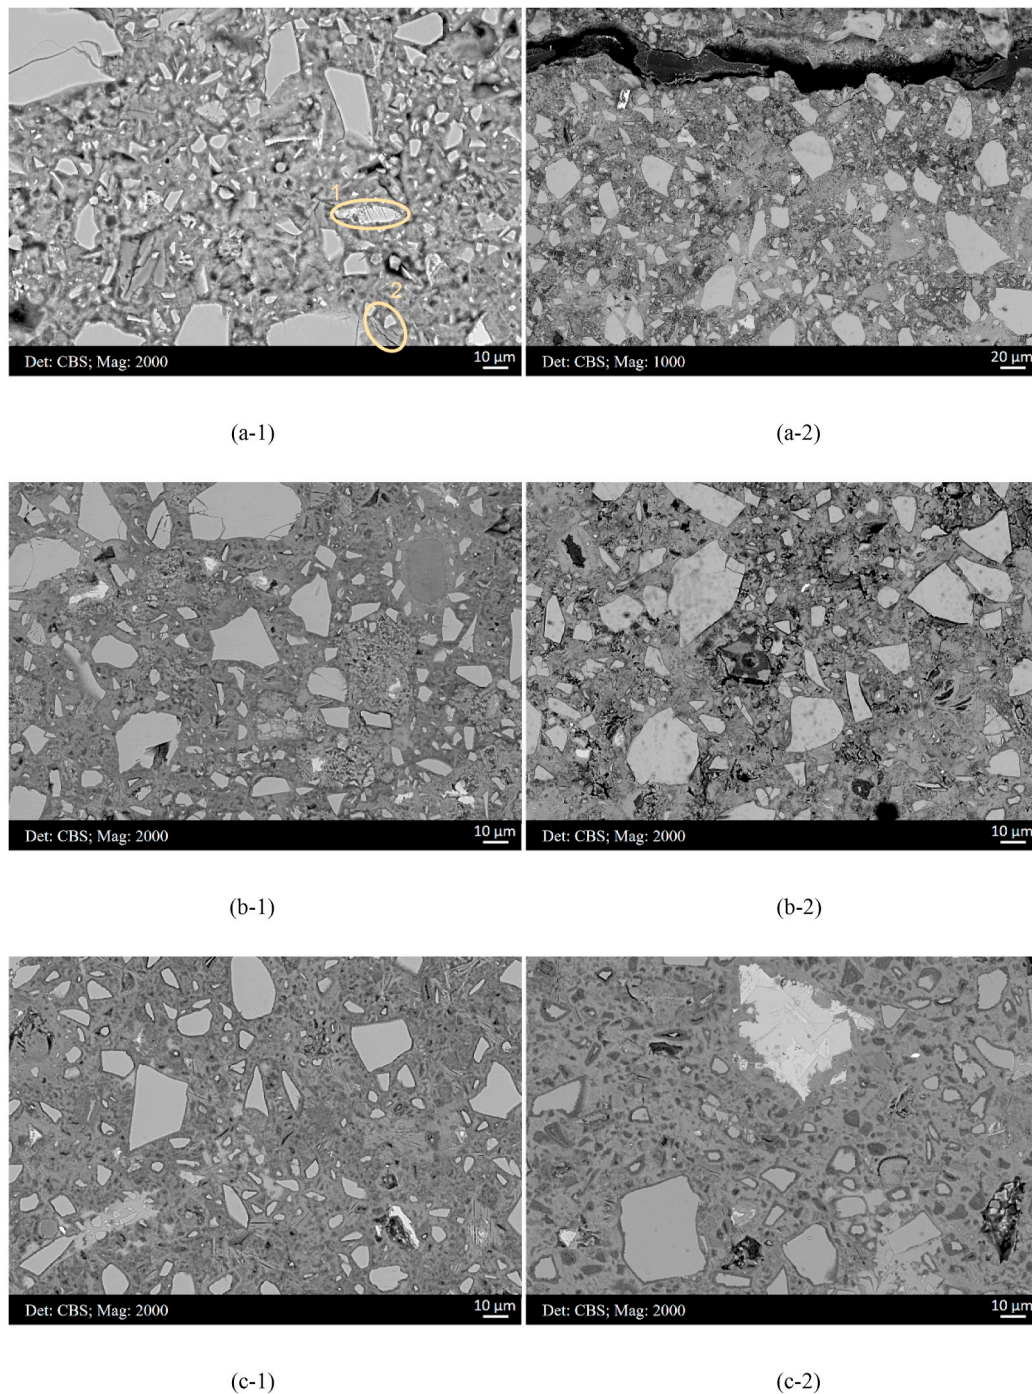 1
2
Det: CBS; Mag: 2000
10 µm
Det: CBS; Mag: 1000
20 µm
(a-1)
(a-2)
Det: CBS; Mag: 2000
10 µm
Det: CBS; Mag: 2000
10 µm
(b-1)
(b-2)
Det: CBS; Mag: 2000
10 µm
Det: CBS; Mag: 2000
10 µm
(c-1)
(c-2)